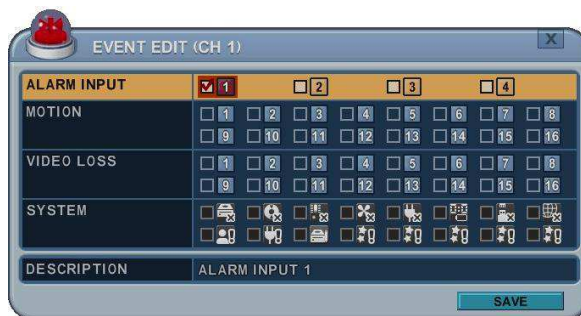 EVENT EDIT (CH 1)
X
ALARM INPUT 1 2 3 4
MOTION 1 2 3 4 5 6 7 8
9 10 11 12 13 14 15 16
VIDEO LOSS 1 2 3 4 5 6 7 8
9 10 11 12 13 14 15 16
SYSTEM
DESCRIPTION ALARM INPUT 1
SAVE